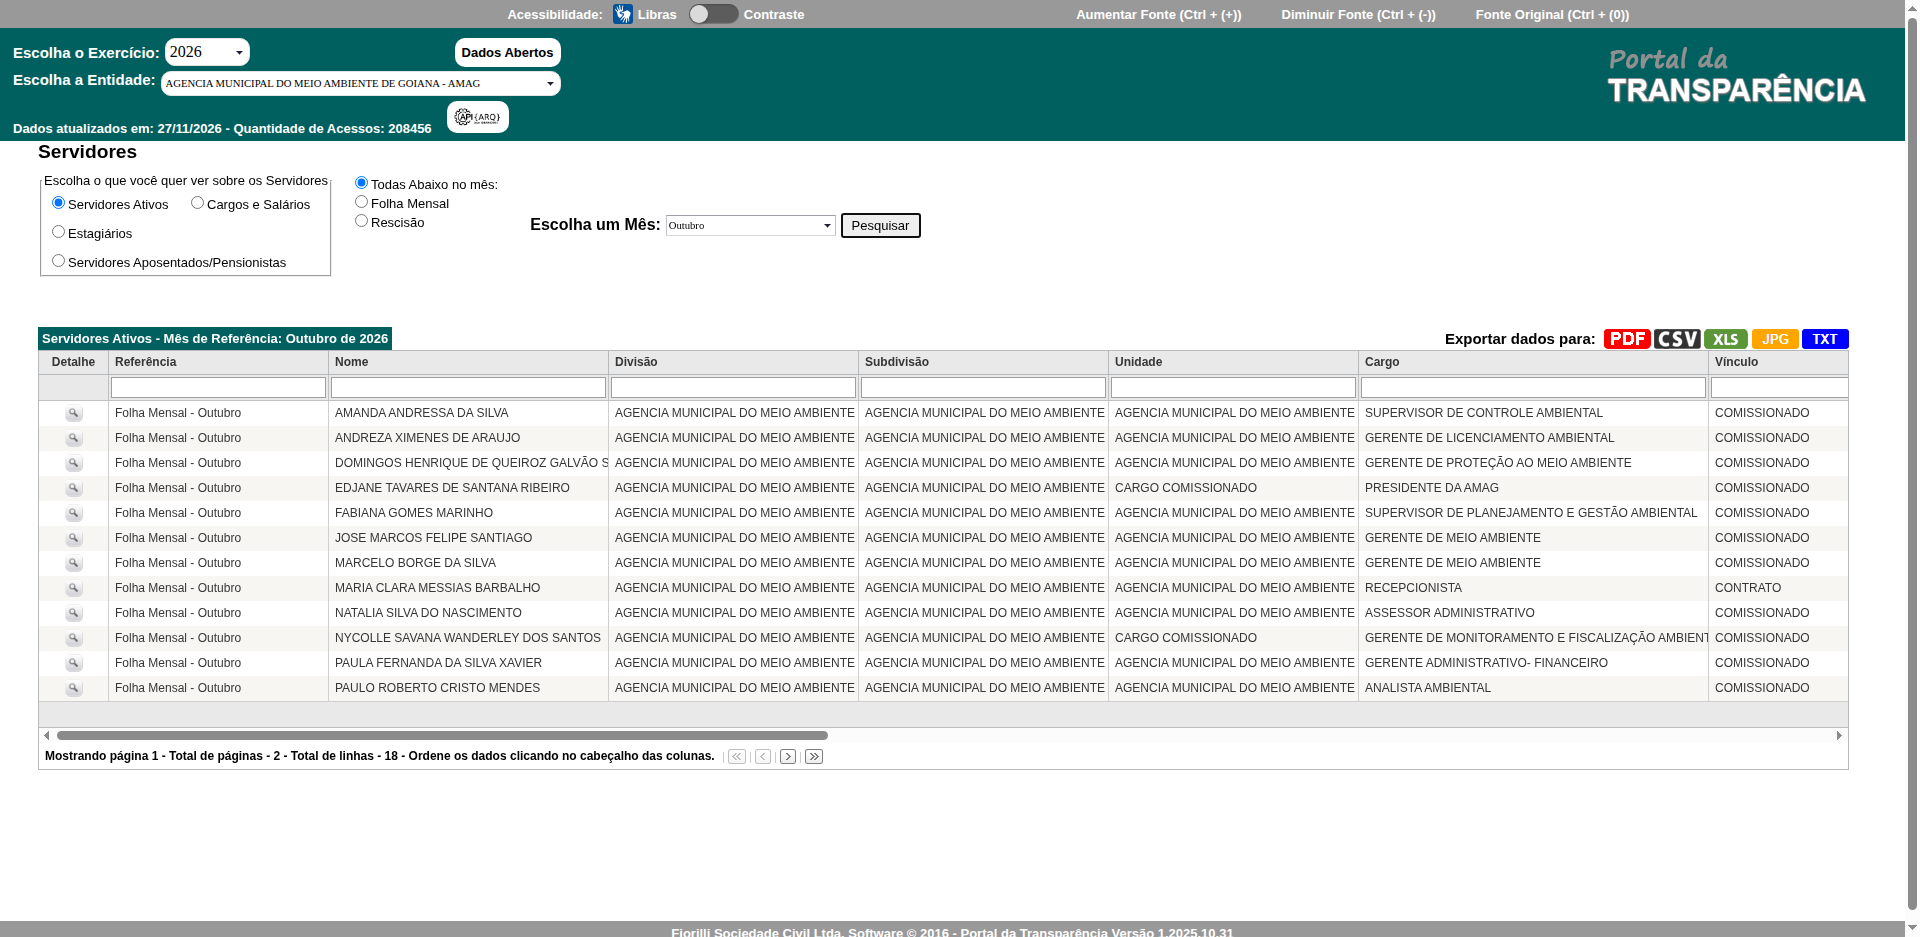 Acessibilidade: Libras Contraste Aumentar Fonte (Ctrl + (+)) Diminuir Fonte (Ctrl + (-)) Fonte Original (Ctrl + (0))
Escolha o Exercício: 2026 Dados Abertos
Escolha a Entidade: AGENCIA MUNICIPAL DO MEIO AMBIENTE DE GOIANA - AMAG
Portal da
TRANSPARÊNCIA
API {ARQ}
Dados atualizados em: 27/11/2026 - Quantidade de Acessos: 208456
Servidores
Escolha o que você quer ver sobre os Servidores
Servidores Ativos Cargos e Salários
Estagiários
Servidores Aposentados/Pensionistas
Todas Abaixo no mês:
Folha Mensal
Rescisão
Escolha um Mês: Outubro Pesquisar
Servidores Ativos - Mês de Referência: Outubro de 2026 Exportar dados para: PDF CSV XLS JPG TXT
Detalhe Referência Nome Divisão Subdivisão Unidade Cargo Vínculo
Folha Mensal - Outubro AMANDA ANDRESSA DA SILVA AGENCIA MUNICIPAL DO MEIO AMBIENTE AGENCIA MUNICIPAL DO MEIO AMBIENTE AGENCIA MUNICIPAL DO MEIO AMBIENTE SUPERVISOR DE CONTROLE AMBIENTAL COMISSIONADO
Folha Mensal - Outubro ANDREZA XIMENES DE ARAUJO AGENCIA MUNICIPAL DO MEIO AMBIENTE AGENCIA MUNICIPAL DO MEIO AMBIENTE AGENCIA MUNICIPAL DO MEIO AMBIENTE GERENTE DE LICENCIAMENTO AMBIENTAL COMISSIONADO
Folha Mensal - Outubro DOMINGOS HENRIQUE DE QUEIROZ GALVÃO S AGENCIA MUNICIPAL DO MEIO AMBIENTE AGENCIA MUNICIPAL DO MEIO AMBIENTE AGENCIA MUNICIPAL DO MEIO AMBIENTE GERENTE DE PROTEÇÃO AO MEIO AMBIENTE COMISSIONADO
Folha Mensal - Outubro EDJANE TAVARES DE SANTANA RIBEIRO AGENCIA MUNICIPAL DO MEIO AMBIENTE AGENCIA MUNICIPAL DO MEIO AMBIENTE CARGO COMISSIONADO PRESIDENTE DA AMAG COMISSIONADO
Folha Mensal - Outubro FABIANA GOMES MARINHO AGENCIA MUNICIPAL DO MEIO AMBIENTE AGENCIA MUNICIPAL DO MEIO AMBIENTE AGENCIA MUNICIPAL DO MEIO AMBIENTE SUPERVISOR DE PLANEJAMENTO E GESTÃO AMBIENTAL COMISSIONADO
Folha Mensal - Outubro JOSE MARCOS FELIPE SANTIAGO AGENCIA MUNICIPAL DO MEIO AMBIENTE AGENCIA MUNICIPAL DO MEIO AMBIENTE AGENCIA MUNICIPAL DO MEIO AMBIENTE GERENTE DE MEIO AMBIENTE COMISSIONADO
Folha Mensal - Outubro MARCELO BORGE DA SILVA AGENCIA MUNICIPAL DO MEIO AMBIENTE AGENCIA MUNICIPAL DO MEIO AMBIENTE AGENCIA MUNICIPAL DO MEIO AMBIENTE GERENTE DE MEIO AMBIENTE COMISSIONADO
Folha Mensal - Outubro MARIA CLARA MESSIAS BARBALHO AGENCIA MUNICIPAL DO MEIO AMBIENTE AGENCIA MUNICIPAL DO MEIO AMBIENTE AGENCIA MUNICIPAL DO MEIO AMBIENTE RECEPCIONISTA CONTRATO
Folha Mensal - Outubro NATALIA SILVA DO NASCIMENTO AGENCIA MUNICIPAL DO MEIO AMBIENTE AGENCIA MUNICIPAL DO MEIO AMBIENTE AGENCIA MUNICIPAL DO MEIO AMBIENTE ASSESSOR ADMINISTRATIVO COMISSIONADO
Folha Mensal - Outubro NYCOLLE SAVANA WANDERLEY DOS SANTOS AGENCIA MUNICIPAL DO MEIO AMBIENTE AGENCIA MUNICIPAL DO MEIO AMBIENTE CARGO COMISSIONADO GERENTE DE MONITORAMENTO E FISCALIZAÇÃO AMBIENT COMISSIONADO
Folha Mensal - Outubro PAULA FERNANDA DA SILVA XAVIER AGENCIA MUNICIPAL DO MEIO AMBIENTE AGENCIA MUNICIPAL DO MEIO AMBIENTE AGENCIA MUNICIPAL DO MEIO AMBIENTE GERENTE ADMINISTRATIVO- FINANCEIRO COMISSIONADO
Folha Mensal - Outubro PAULO ROBERTO CRISTO MENDES AGENCIA MUNICIPAL DO MEIO AMBIENTE AGENCIA MUNICIPAL DO MEIO AMBIENTE AGENCIA MUNICIPAL DO MEIO AMBIENTE ANALISTA AMBIENTAL COMISSIONADO
Mostrando página 1 - Total de páginas - 2 - Total de linhas - 18 - Ordene os dados clicando no cabeçalho das colunas.
Fiorilli Sociedade Civil Ltda. Software © 2016 - Portal da Transparência Versão 1.2025.10.31